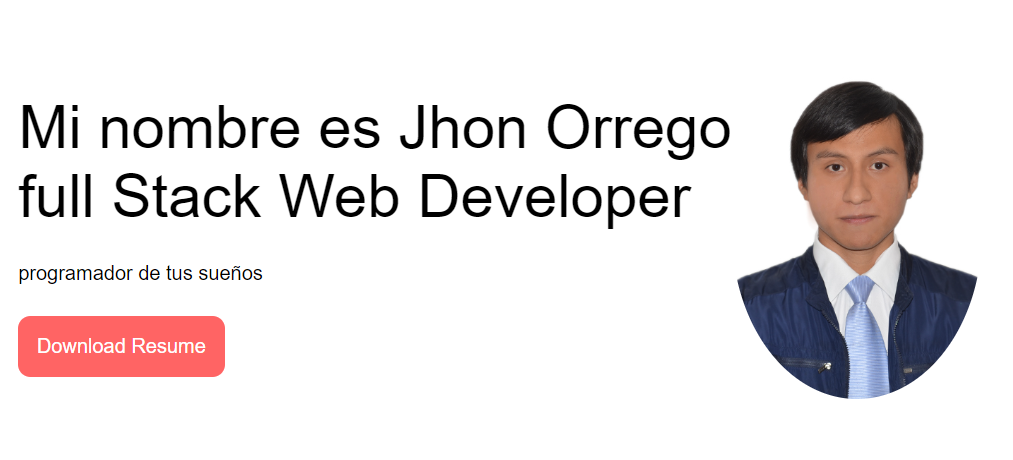 Mi nombre es Jhon Orrego
full Stack Web Developer
programador de tus sueños
Download Resume